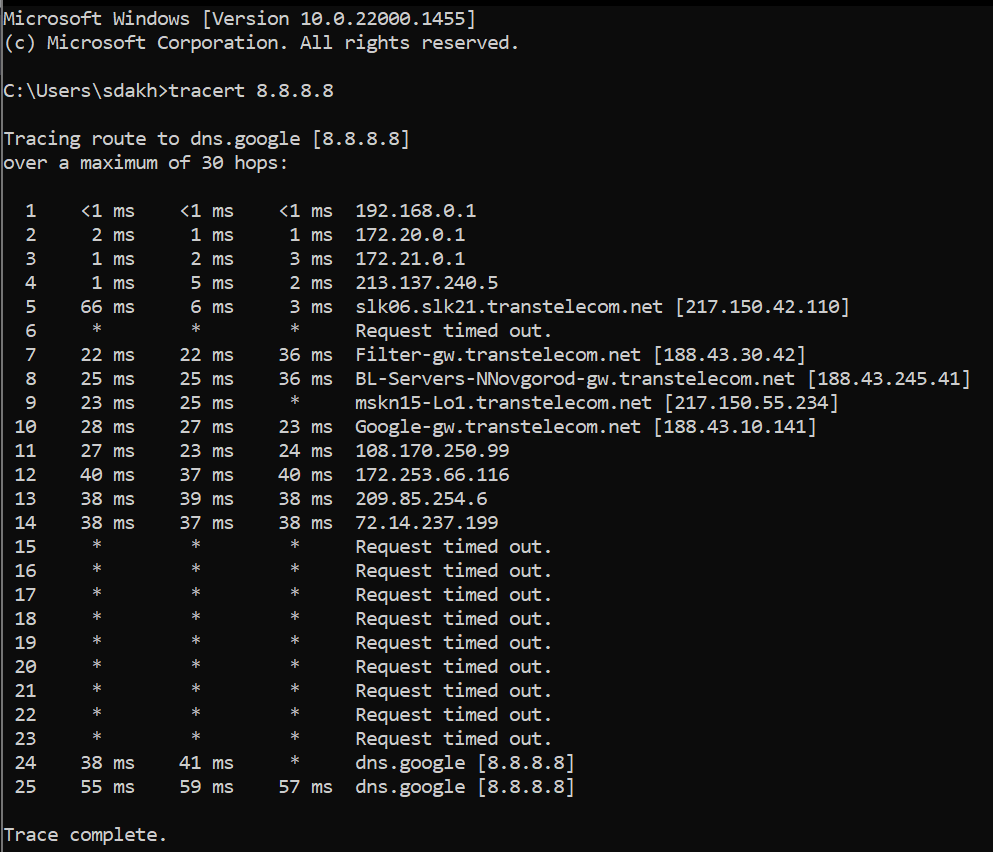 Microsoft Windows [Version 10.0.22000.1455]
(c) Microsoft Corporation. All rights reserved.
C:\Users\sdakh>tracert 8.8.8.8
Tracing route to dns.google [8.8.8.8]
over a maximum of 30 hops:
1 <1 ms <1 ms <1 ms 192.168.0.1
2 2 ms 1 ms 1 ms 172.20.0.1
3 1 ms 2 ms 3 ms 172.21.0.1
4 1 ms 5 ms 2 ms 213.137.240.5
5 66 ms 6 ms 3 ms slk06.slk21.transtelecom.net [217.150.42.110]
6 * * * Request timed out.
7 22 ms 22 ms 36 ms Filter-gw.transtelecom.net [188.43.30.42]
8 25 ms 25 ms 36 ms BL-Servers-NNovgorod-gw.transtelecom.net [188.43.245.41]
9 23 ms 25 ms * mskn15-Lo1.transtelecom.net [217.150.55.234]
10 28 ms 27 ms 23 ms Google-gw.transtelecom.net [188.43.10.141]
11 27 ms 23 ms 24 ms 108.170.250.99
12 40 ms 37 ms 40 ms 172.253.66.116
13 38 ms 39 ms 38 ms 209.85.254.6
14 38 ms 37 ms 38 ms 72.14.237.199
15 * * * Request timed out.
16 * * * Request timed out.
17 * * * Request timed out.
18 * * * Request timed out.
19 * * * Request timed out.
20 * * * Request timed out.
21 * * * Request timed out.
22 * * * Request timed out.
23 * * * Request timed out.
24 38 ms 41 ms * dns.google [8.8.8.8]
25 55 ms 59 ms 57 ms dns.google [8.8.8.8]
Trace complete.